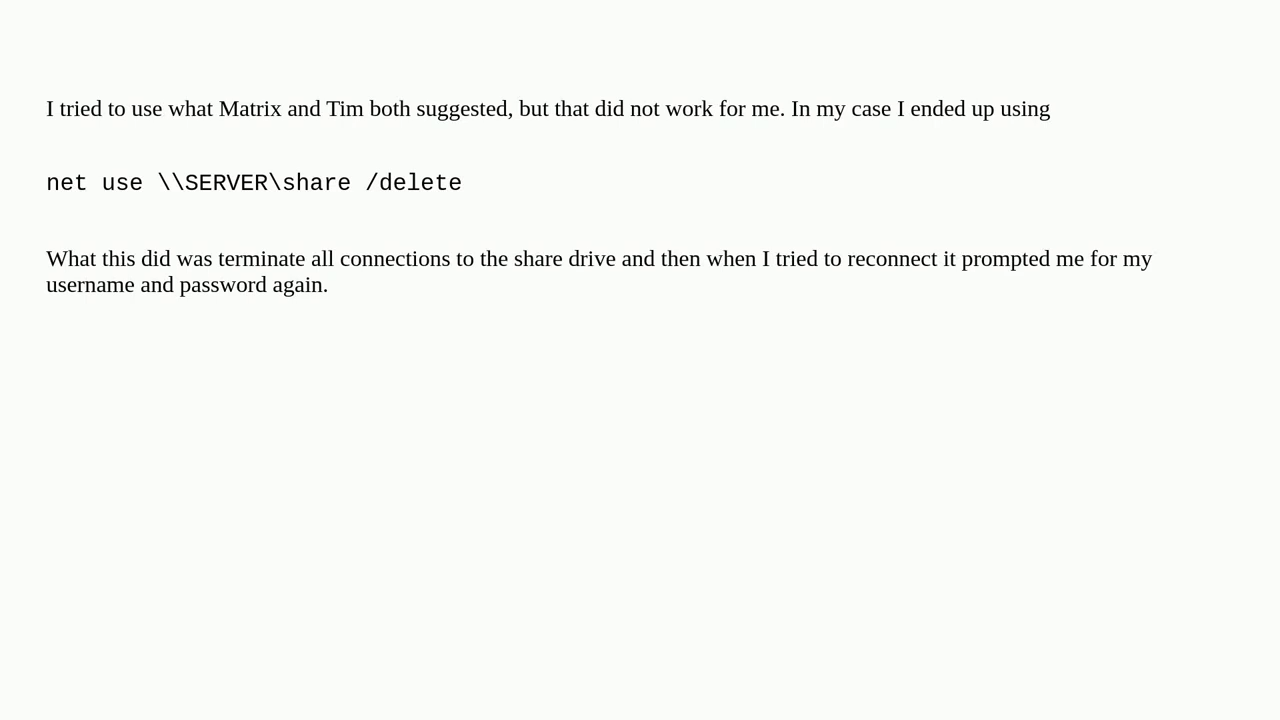 I tried to use what Matrix and Tim both suggested, but that did not work for me. In my case I ended up using
net use \\SERVER\share /delete
What this did was terminate all connections to the share drive and then when I tried to reconnect it prompted me for my
username and password again.